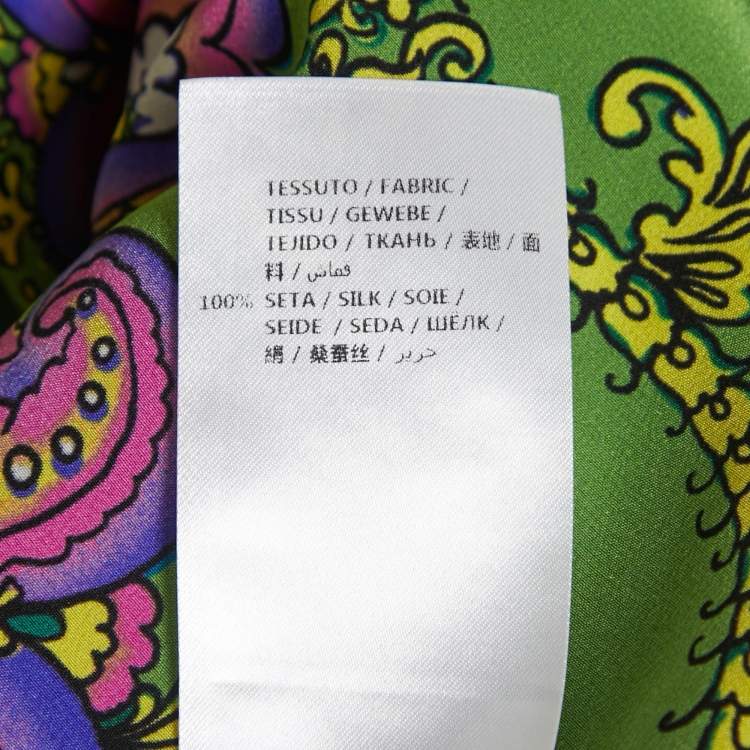 TESSUTO / FABRIC /
TISSU / GEWEBE /
TEJIDO / ТКАНЬ / 表地 / 面
料 / قماش
100% SETA / SILK / SOIE /
SEIDE / SEDA / ШЁЛК /
絹 / 桑蚕丝 / حرير